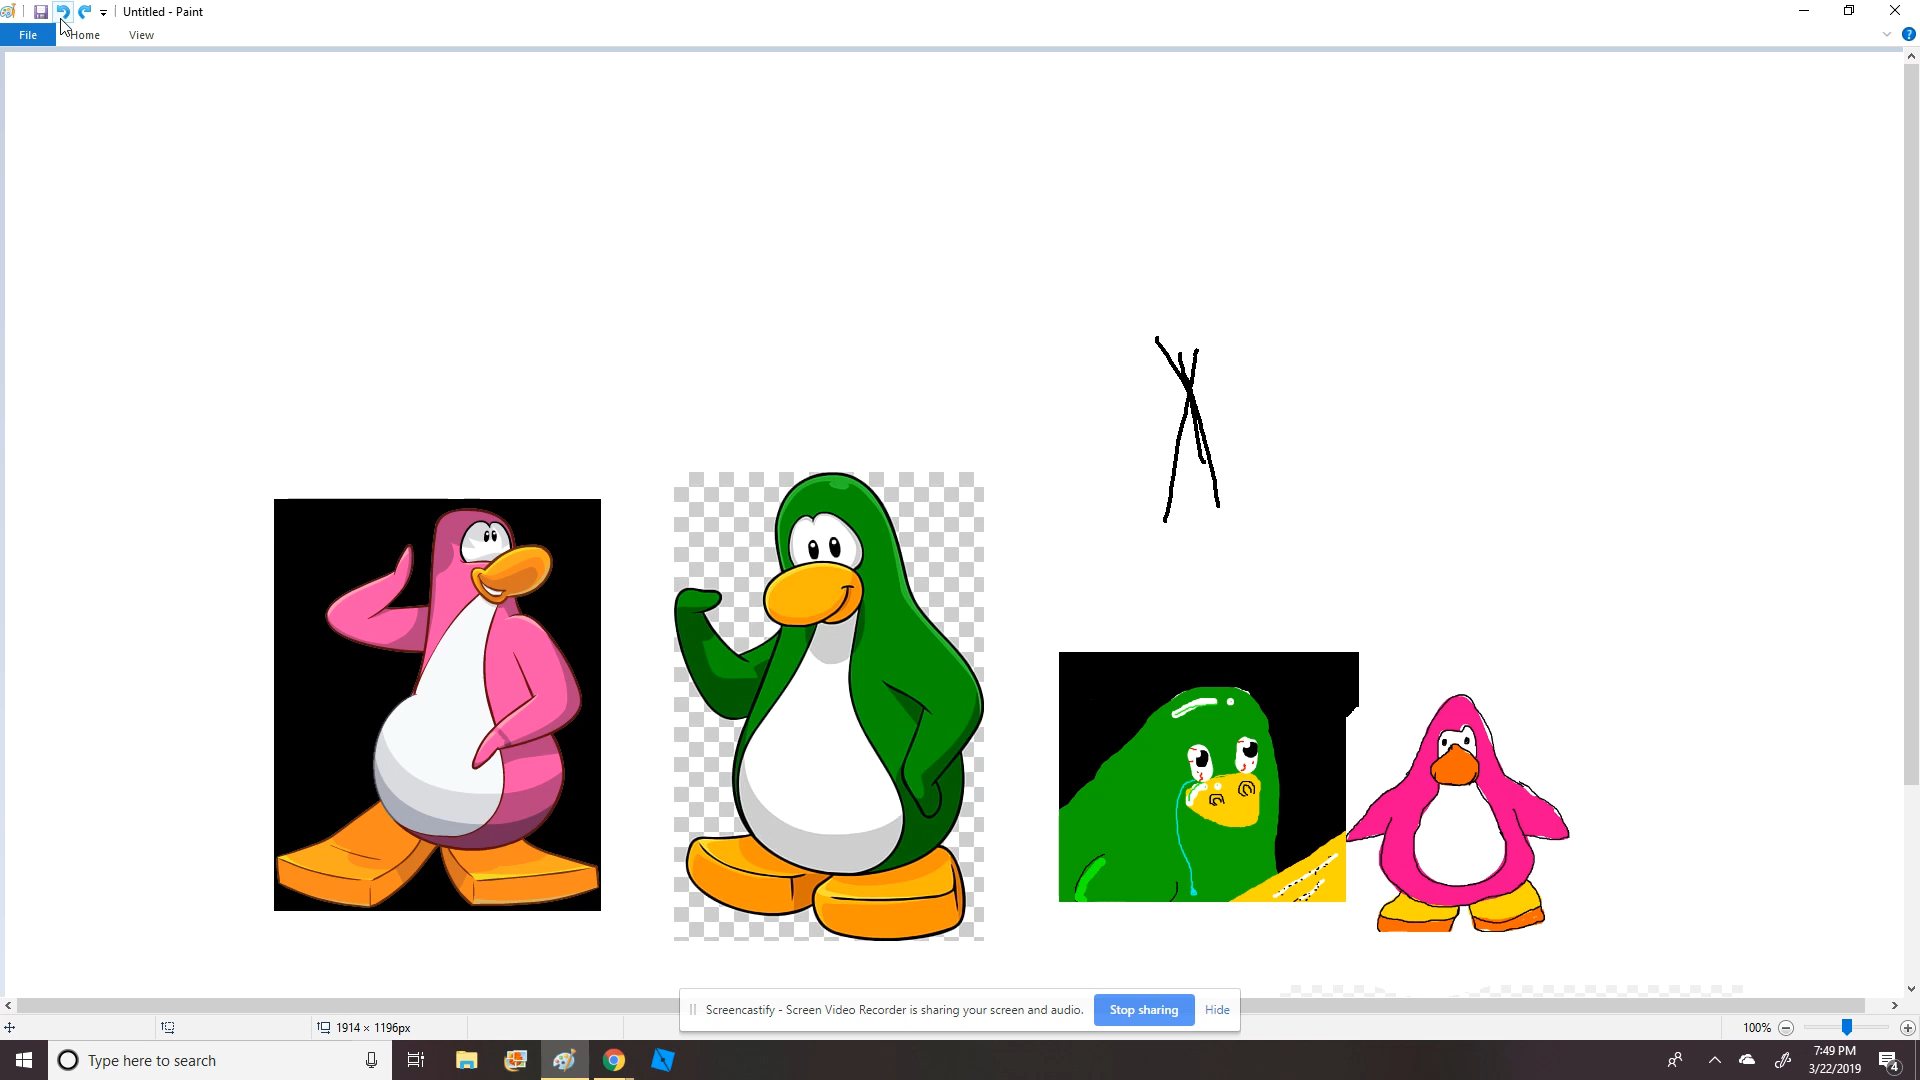 Untitled - Paint
File
Home
View
?
Screencastify - Screen Video Recorder is sharing your screen and audio.
Stop sharing
Hide
1914 × 1196px
100%
Type here to search
7:49 PM
3/22/2019
4